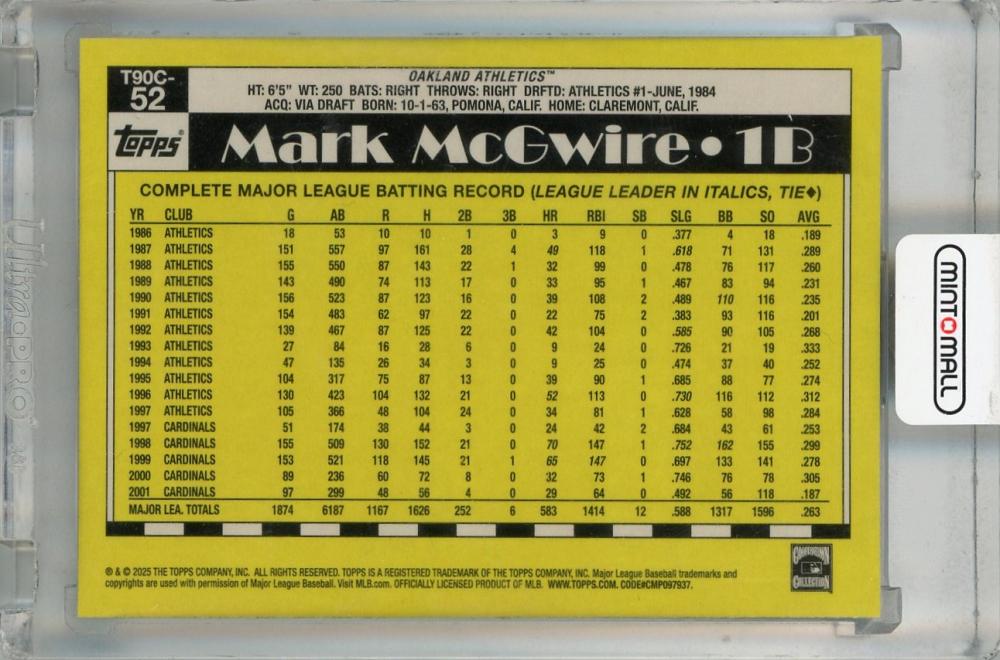 T90C-
52
OAKLAND ATHLETICS™
HT: 6'5" WT: 250 BATS: RIGHT THROWS: RIGHT DRFTD: ATHLETICS #1-JUNE, 1984
ACQ: VIA DRAFT BORN: 10-1-63, POMONA, CALIF. HOME: CLAREMONT, CALIF.
Topps®
Mark McGwire • 1B
COMPLETE MAJOR LEAGUE BATTING RECORD (LEAGUE LEADER IN ITALICS, TIE◆)
YR CLUB G AB R H 2B 3B HR RBI SB SLG BB SO AVG
1986 ATHLETICS 18 53 10 10 1 0 3 9 0 .377 4 18 .189
1987 ATHLETICS 151 557 97 161 28 4 49 118 1 .618 71 131 .289
1988 ATHLETICS 155 550 87 143 22 1 32 99 0 .478 76 117 .260
1989 ATHLETICS 143 490 74 113 17 0 33 95 1 .467 83 94 .231
1990 ATHLETICS 156 523 87 123 16 0 39 108 2 .489 110 116 .235
1991 ATHLETICS 154 483 62 97 22 0 22 75 2 .383 93 116 .201
1992 ATHLETICS 139 467 87 125 22 0 42 104 0 .585 90 105 .268
1993 ATHLETICS 27 84 16 28 6 0 9 24 0 .726 21 19 .333
1994 ATHLETICS 47 135 26 34 3 0 9 25 0 .474 37 40 .252
1995 ATHLETICS 104 317 75 87 13 0 39 90 1 .685 88 77 .274
1996 ATHLETICS 130 423 104 132 21 0 52 113 0 .730 116 112 .312
1997 ATHLETICS 105 366 48 104 24 0 34 81 1 .628 58 98 .284
1997 CARDINALS 51 174 38 44 3 0 24 42 2 .684 43 61 .253
1998 CARDINALS 155 509 130 152 21 0 70 147 1 .752 162 155 .299
1999 CARDINALS 153 521 118 145 21 1 65 147 0 .697 133 141 .278
2000 CARDINALS 89 236 60 72 8 0 32 73 1 .746 76 78 .305
2001 CARDINALS 97 299 48 56 4 0 29 64 0 .492 56 118 .187
MAJOR LEA. TOTALS 1874 6187 1167 1626 252 6 583 1414 12 .588 1317 1596 .263
® & © 2025 THE TOPPS COMPANY, INC. ALL RIGHTS RESERVED. TOPPS IS A REGISTERED TRADEMARK OF THE TOPPS COMPANY, INC. Major League Baseball trademarks and
copyrights are used with permission of Major League Baseball. Visit MLB.com. OFFICIALLY LICENSED PRODUCT OF MLB. WWW.TOPPS.COM. CODE#CMP097937.
COOPERSTOWN
COLLECTION
MINTOMALL
Ultra PRO